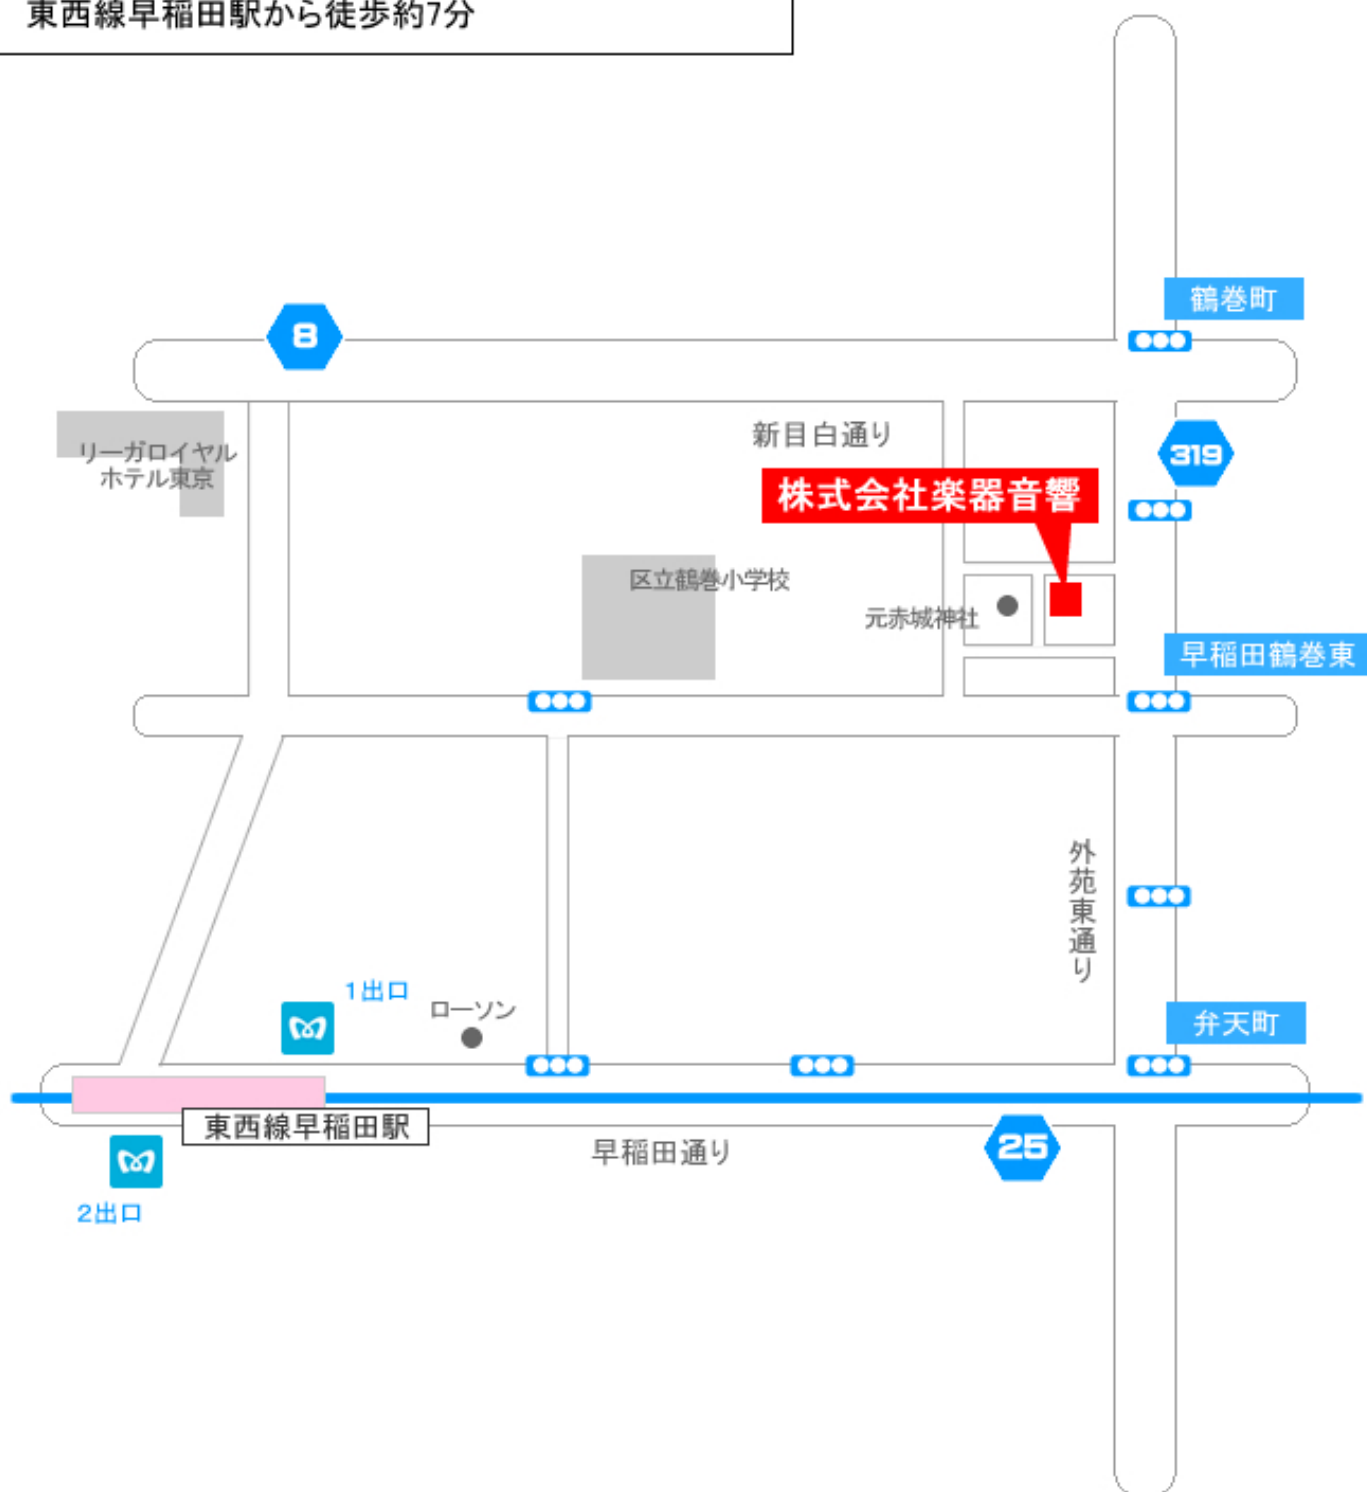 東西線早稲田駅から徒歩約7分
鶴巻町
8
リーガロイヤル
ホテル東京
新目白通り
319
株式会社楽器音響
区立鶴巻小学校
元赤城神社
早稲田鶴巻東
外苑東通り
1出口
ローソン
弁天町
東西線早稲田駅
早稲田通り
25
2出口